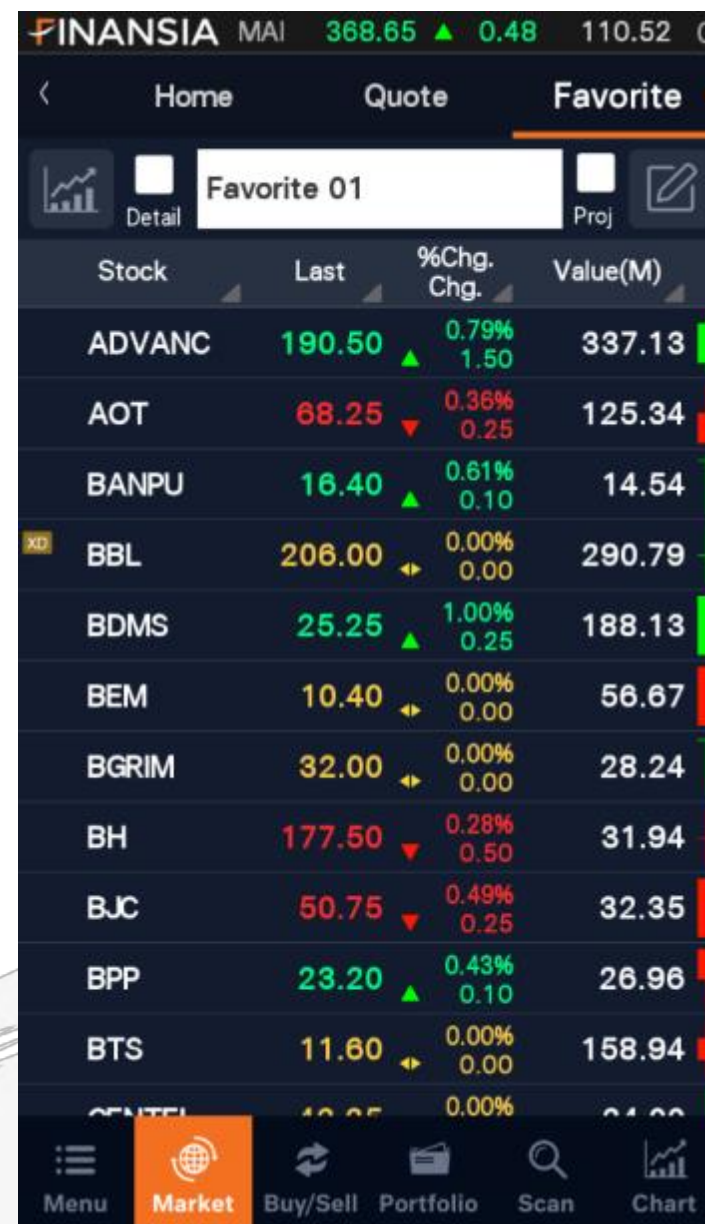 FINANSIA MAI 368.65 ▲ 0.48 110.52
Home Quote Favorite
Detail Favorite 01 Proj
Stock Last %Chg. Chg. Value(M)
ADVANC 190.50 ▲ 0.79% 1.50 337.13
AOT 68.25 ▼ 0.36% 0.25 125.34
BANPU 16.40 ▲ 0.61% 0.10 14.54
XD BBL 206.00 0.00% 0.00 290.79
BDMS 25.25 ▲ 1.00% 0.25 188.13
BEM 10.40 0.00% 0.00 56.67
BGRIM 32.00 0.00% 0.00 28.24
BH 177.50 ▼ 0.28% 0.50 31.94
BJC 50.75 ▼ 0.49% 0.25 32.35
BPP 23.20 ▲ 0.43% 0.10 26.96
BTS 11.60 0.00% 0.00 158.94
0.00%
Menu Market Buy/Sell Portfolio Scan Chart